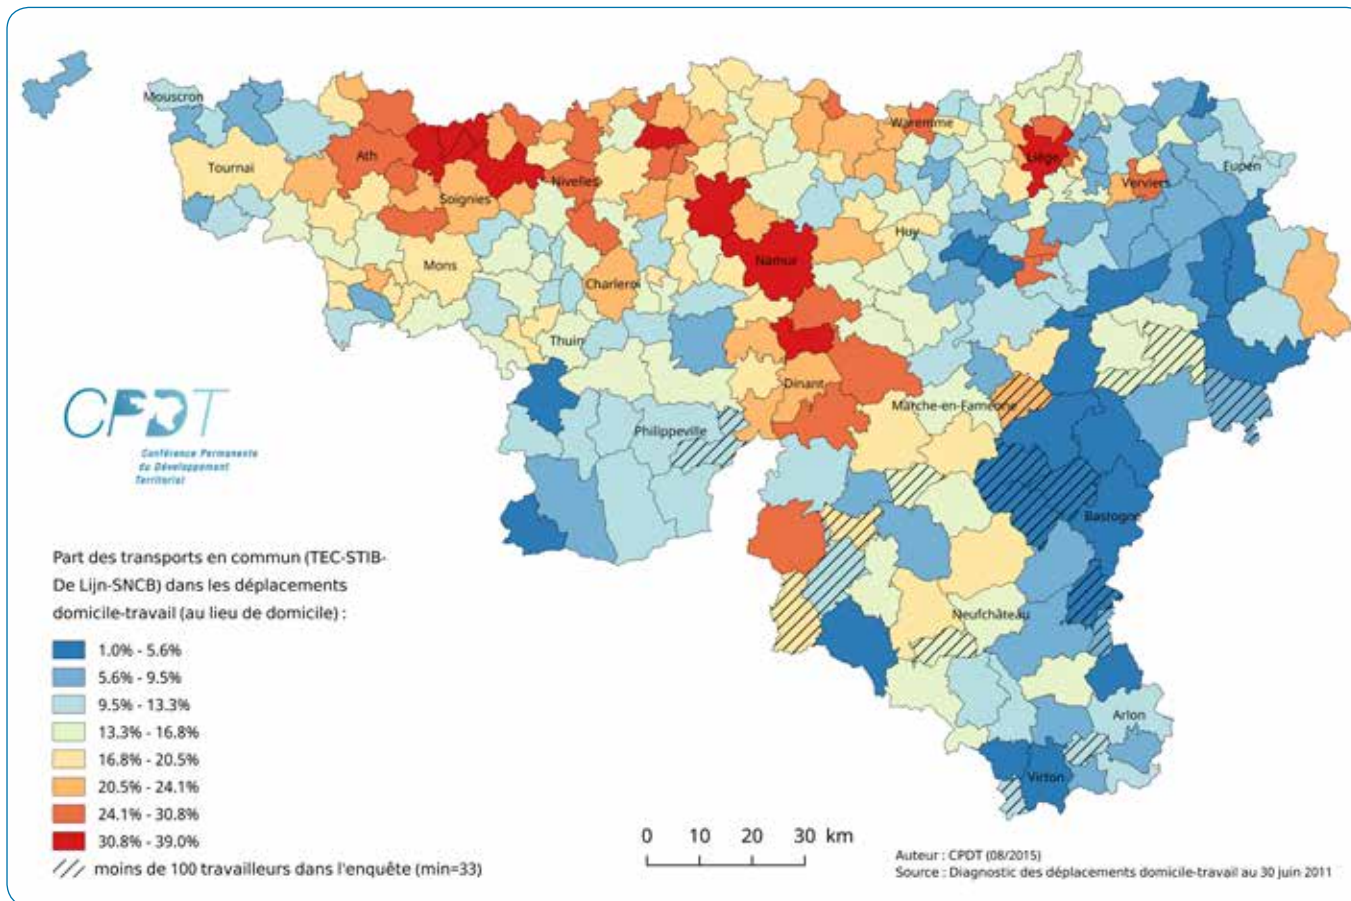 Mouscron
Waremme
Liège
Ath
Tournai
Eupen
Nivelles
Verviers
Soignies
Huy
Namur
Mons
Charleroi
Thuin
Dinant
Marche-en-Famenne
Philippeville
Bastogne
Neufchâteau
Arlon
Virton
CPDT
Conférence Permanente
du Développement
Territorial
Part des transports en commun (TEC-STIB-
De Lijn-SNCB) dans les déplacements
domicile-travail (au lieu de domicile) :
1.0% - 5.6%
5.6% - 9.5%
9.5% - 13.3%
13.3% - 16.8%
16.8% - 20.5%
20.5% - 24.1%
24.1% - 30.8%
30.8% - 39.0%
moins de 100 travailleurs dans l'enquête (min=33)
0 10 20 30 km
Auteur : CPDT (08/2015)
Source : Diagnostic des déplacements domicile-travail au 30 juin 2011